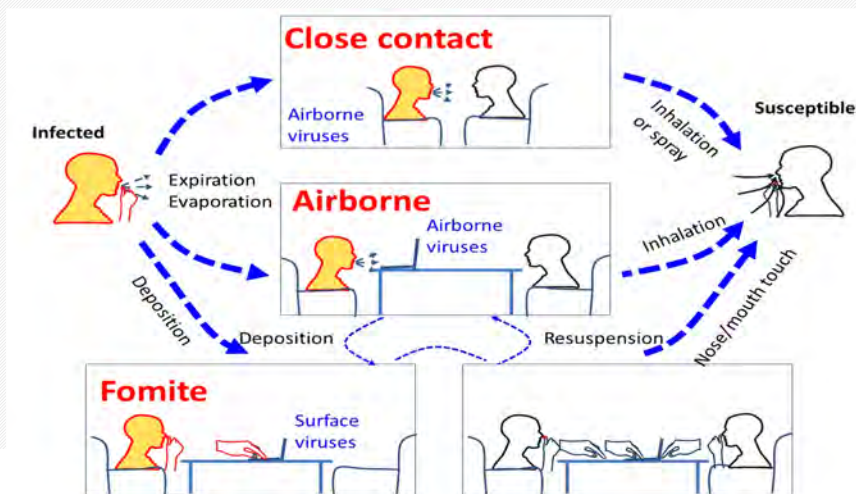 Close contact
Airborne
viruses
Inhalation
or spray
Infected
Susceptible
Expiration
Evaporation
Airborne
Airborne
viruses
Inhalation
Deposition
Deposition
Resuspension
Nose/mouth touch
Fomite
Surface
viruses